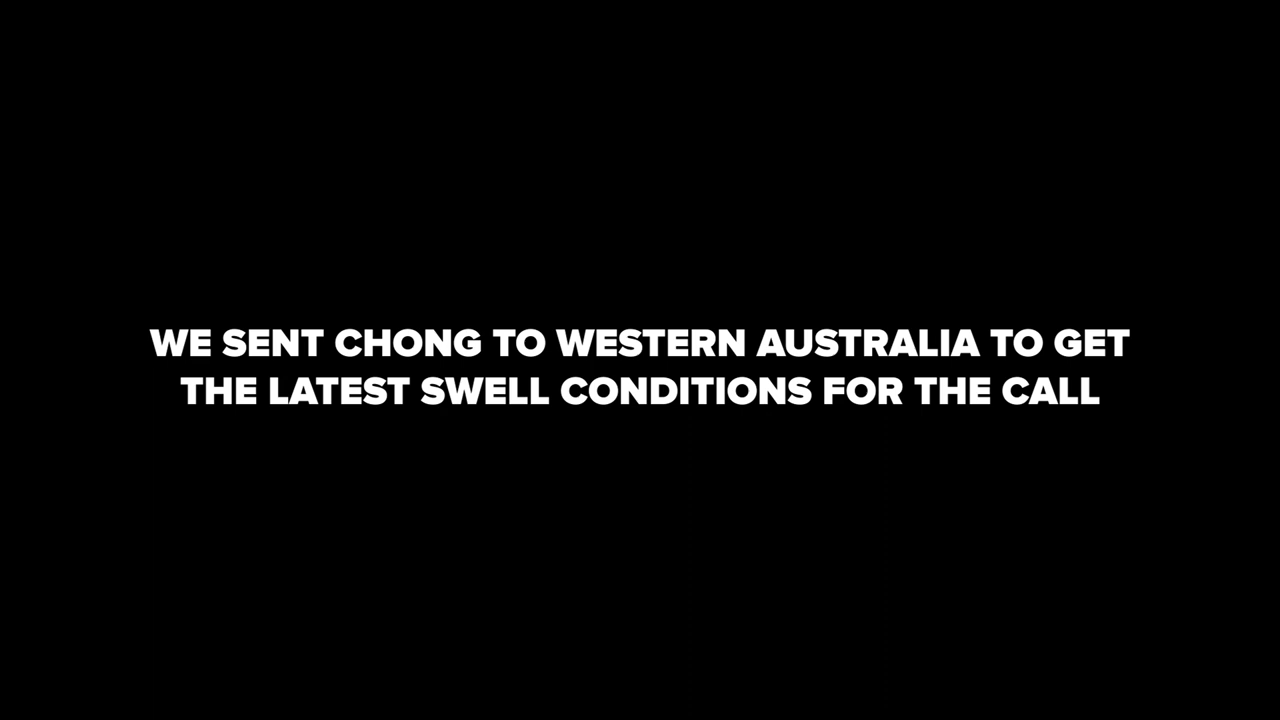 WE SENT CHONG TO WESTERN AUSTRALIA TO GET
THE LATEST SWELL CONDITIONS FOR THE CALL